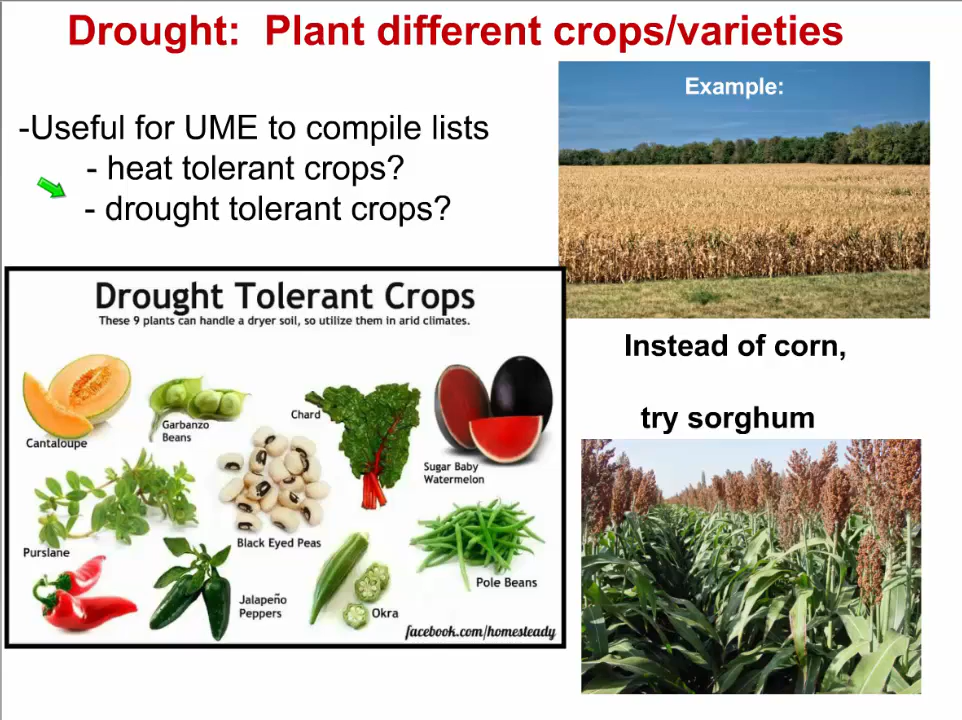 Drought:  Plant different crops/varieties
-Useful for UME to compile lists
- heat tolerant crops?
- drought tolerant crops?
Example:
Instead of corn,
try sorghum
Drought Tolerant Crops
These 9 plants can handle a dryer soil, so utilize them in arid climates.
Cantaloupe
Garbanzo
Beans
Chard
Sugar Baby
Watermelon
Purslane
Black Eyed Peas
Pole Beans
Jalapeño
Peppers
Okra
facebook.com/homesteady